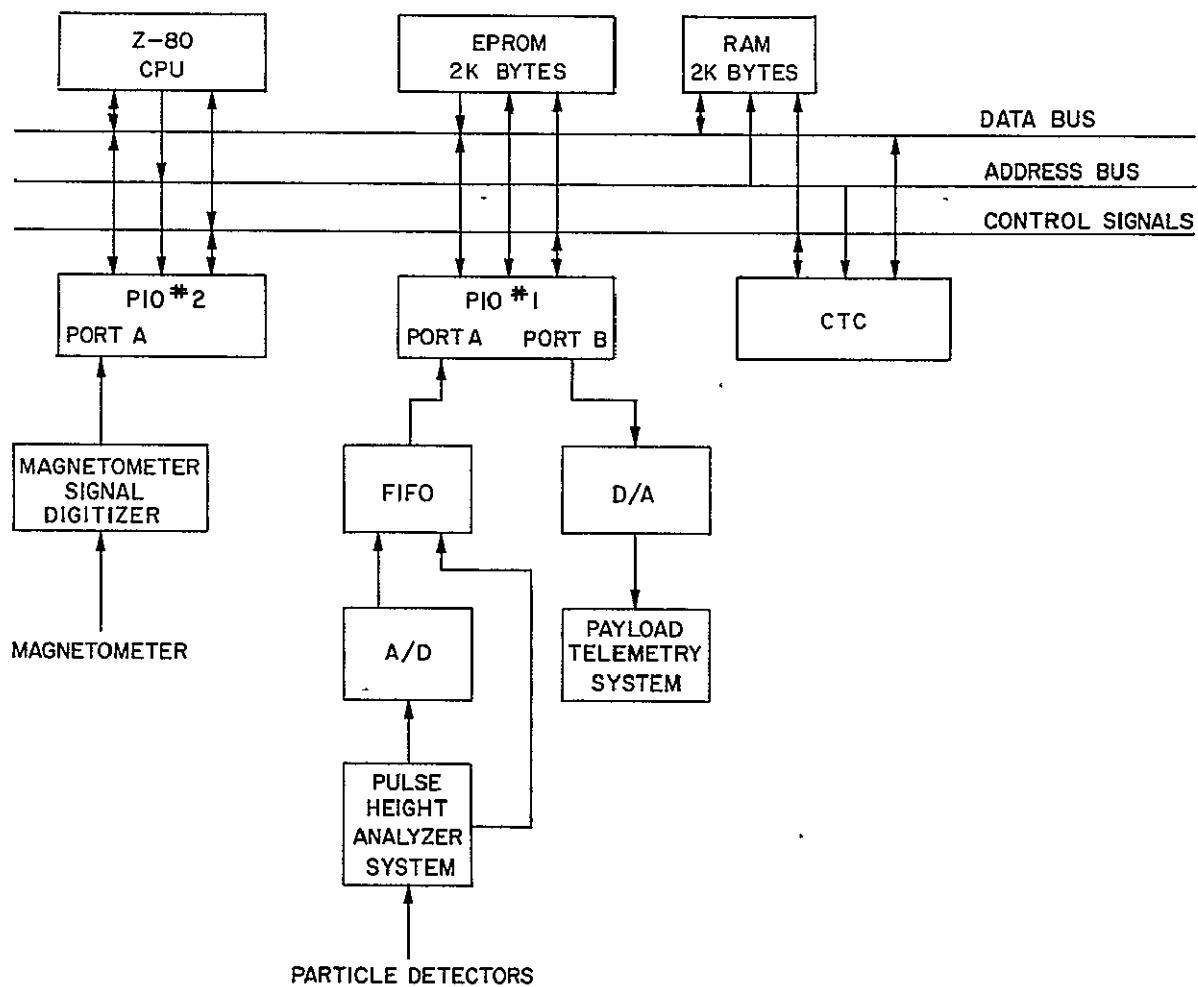 Z-80
CPU
EPROM
2K BYTES
RAM
2K BYTES
DATA BUS
ADDRESS BUS
CONTROL SIGNALS
PIO #2
PORT A
PIO #1
PORT A PORT B
CTC
MAGNETOMETER
SIGNAL
DIGITIZER
FIFO
D/A
MAGNETOMETER
A/D
PAYLOAD
TELEMETRY
SYSTEM
PULSE
HEIGHT
ANALYZER
SYSTEM
PARTICLE DETECTORS